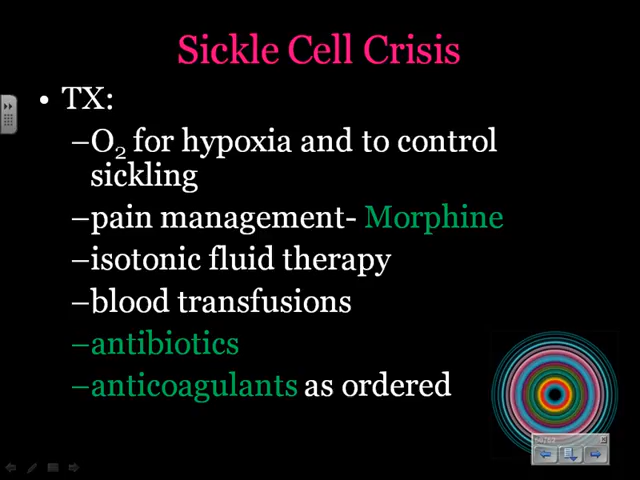 Sickle Cell Crisis
• TX:
–O₂ for hypoxia and to control
sickling
–pain management- Morphine
–isotonic fluid therapy
–blood transfusions
–antibiotics
–anticoagulants as ordered